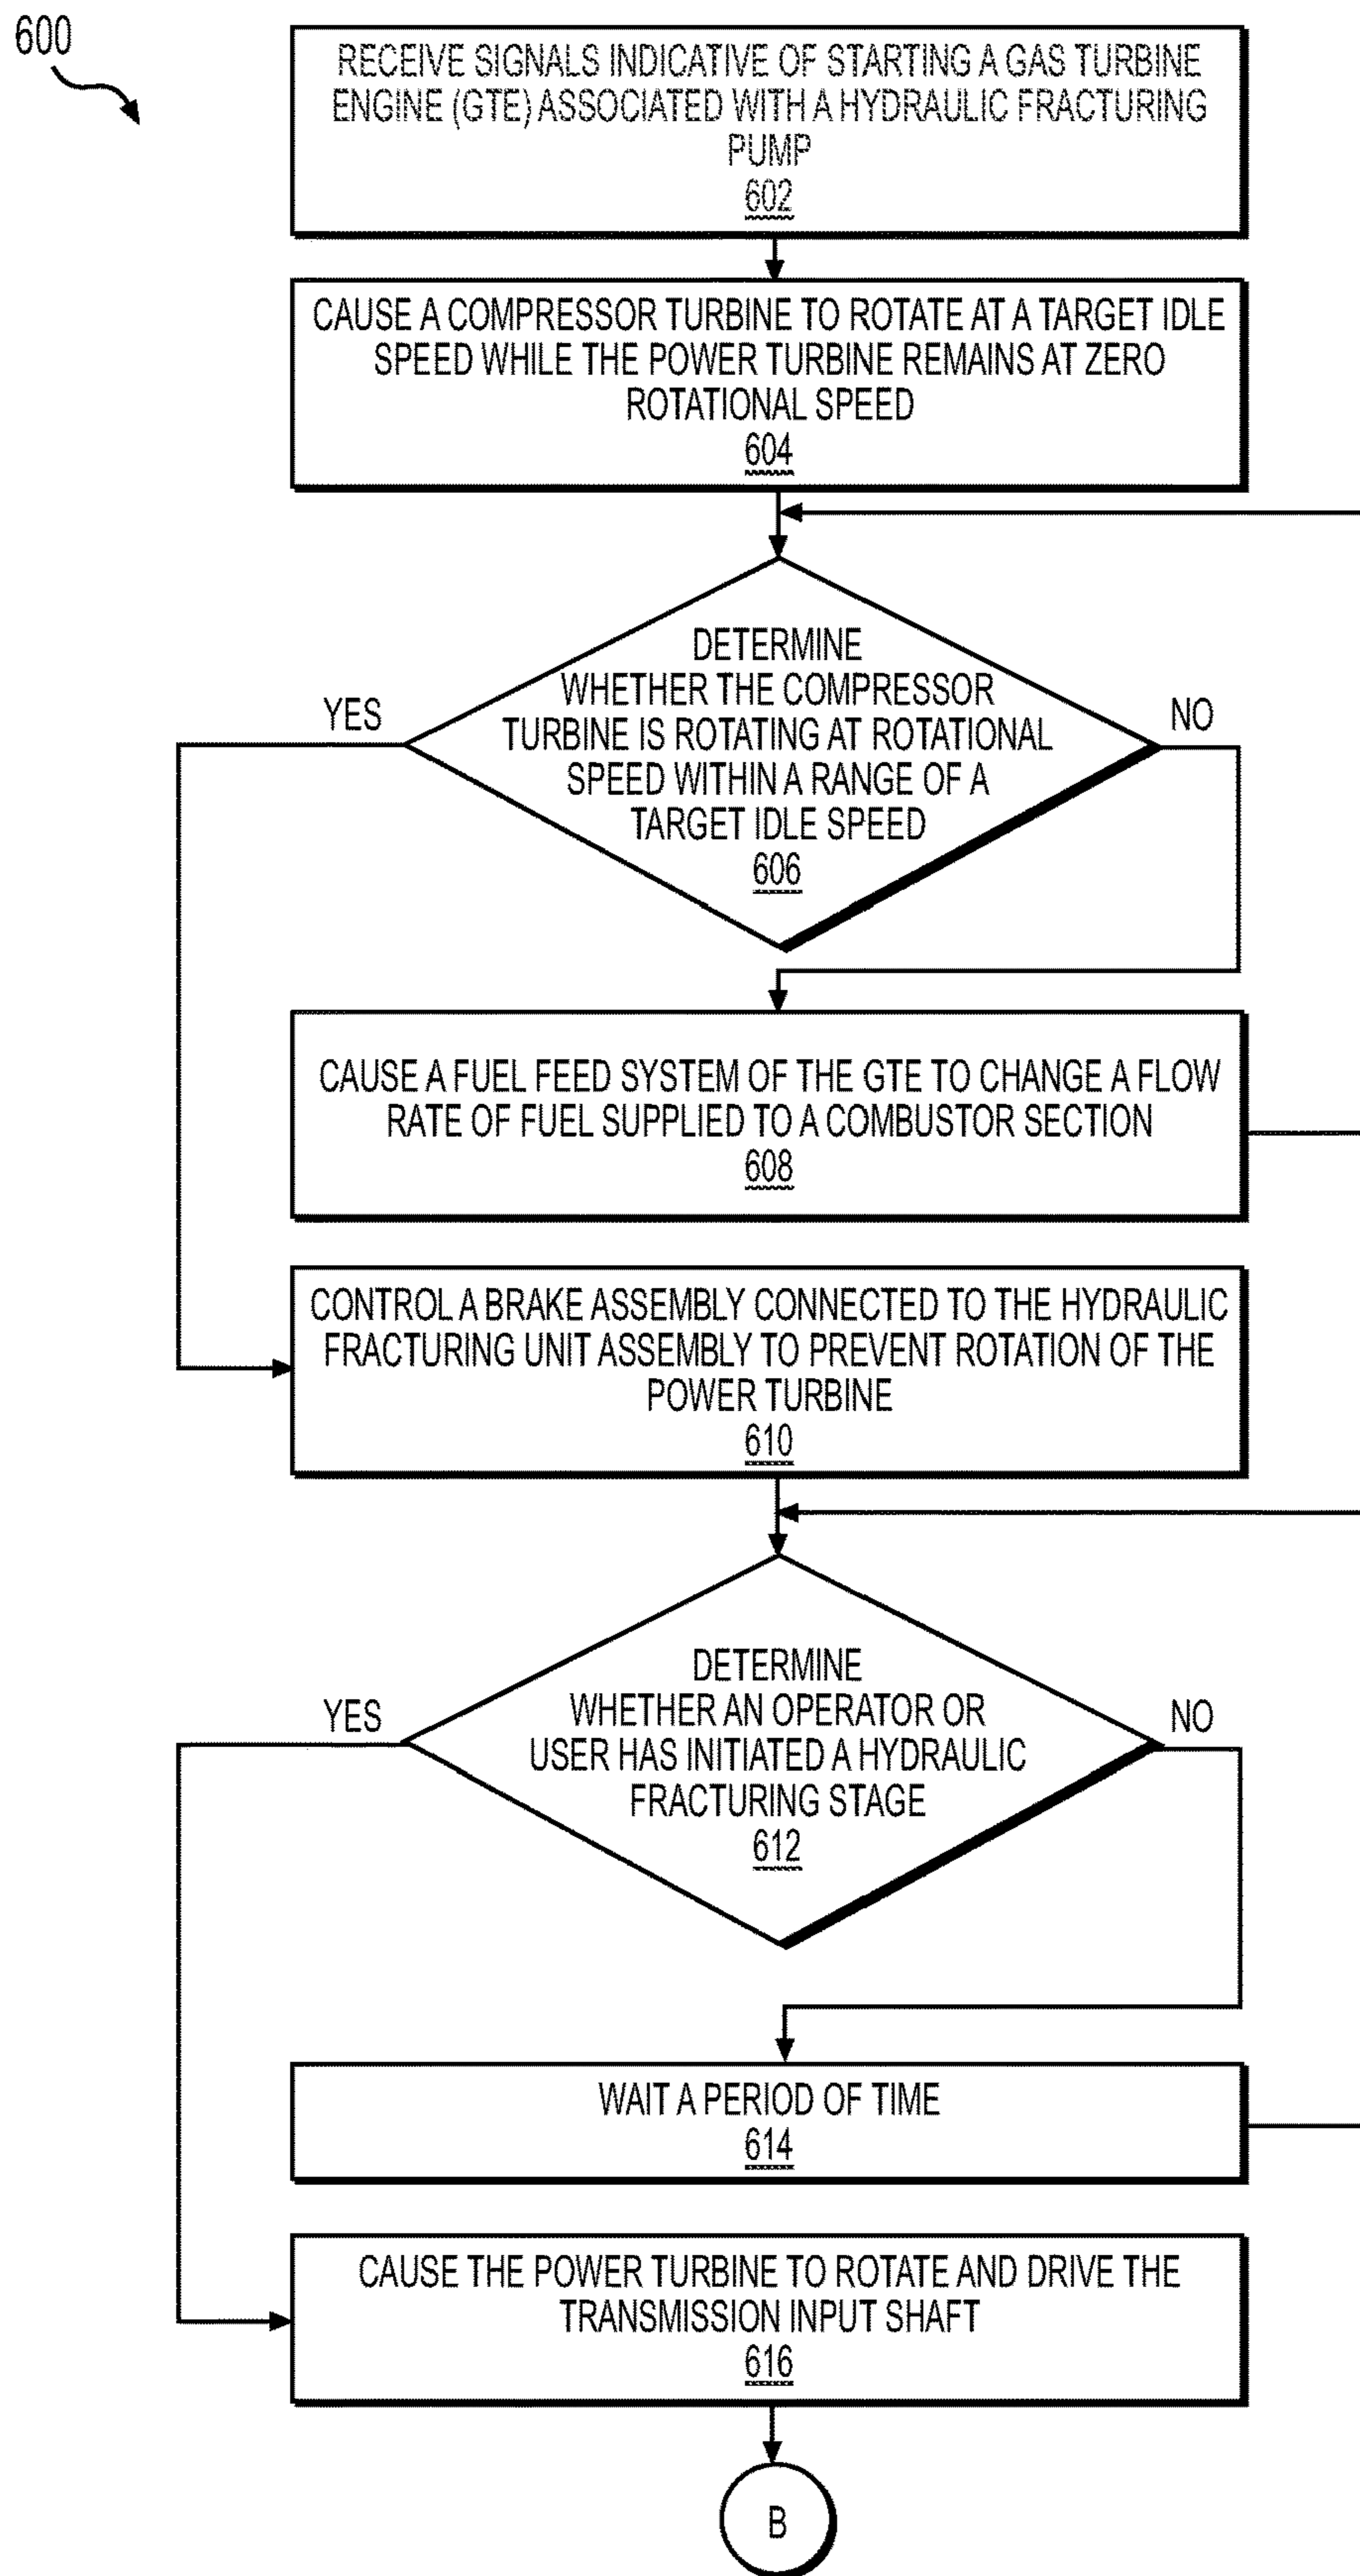 600
RECEIVE SIGNALS INDICATIVE OF STARTING A GAS TURBINE
ENGINE (GTE) ASSOCIATED WITH A HYDRAULIC FRACTURING
PUMP
602
CAUSE A COMPRESSOR TURBINE TO ROTATE AT A TARGET IDLE
SPEED WHILE THE POWER TURBINE REMAINS AT ZERO
ROTATIONAL SPEED
604
DETERMINE
WHETHER THE COMPRESSOR
TURBINE IS ROTATING AT ROTATIONAL
SPEED WITHIN A RANGE OF A
TARGET IDLE SPEED
606
YES
NO
CAUSE A FUEL FEED SYSTEM OF THE GTE TO CHANGE A FLOW
RATE OF FUEL SUPPLIED TO A COMBUSTOR SECTION
608
CONTROL A BRAKE ASSEMBLY CONNECTED TO THE HYDRAULIC
FRACTURING UNIT ASSEMBLY TO PREVENT ROTATION OF THE
POWER TURBINE
610
DETERMINE
WHETHER AN OPERATOR OR
USER HAS INITIATED A HYDRAULIC
FRACTURING STAGE
612
YES
NO
WAIT A PERIOD OF TIME
614
CAUSE THE POWER TURBINE TO ROTATE AND DRIVE THE
TRANSMISSION INPUT SHAFT
616
B